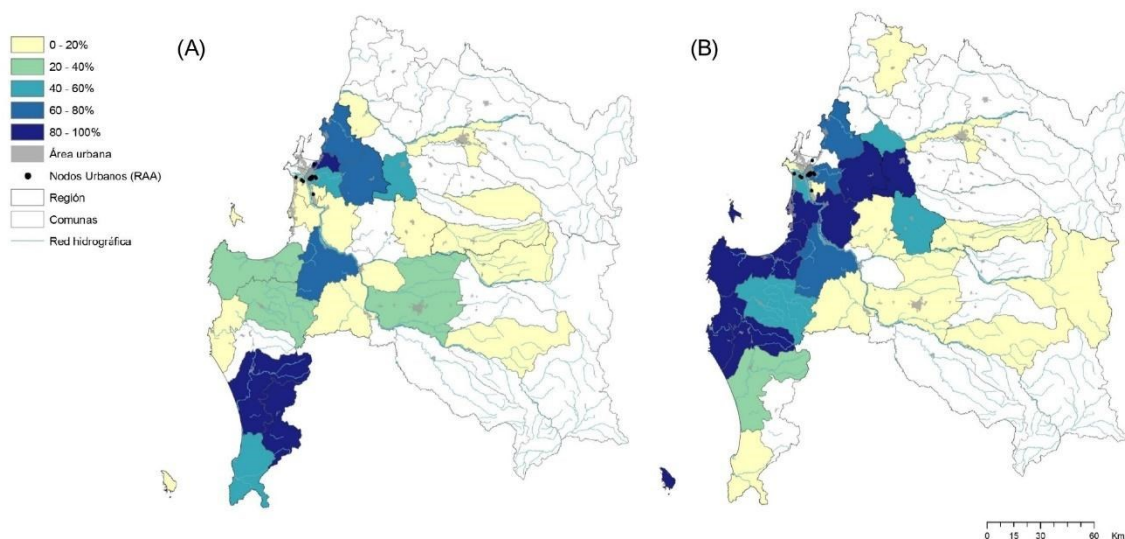 0 - 20%
20 - 40%
40 - 60%
60 - 80%
80 - 100%
Área urbana
Nodos Urbanos (RAA)
Región
Comunas
Red hidrográfica
(A)
(B)
0 15 30 60
Km